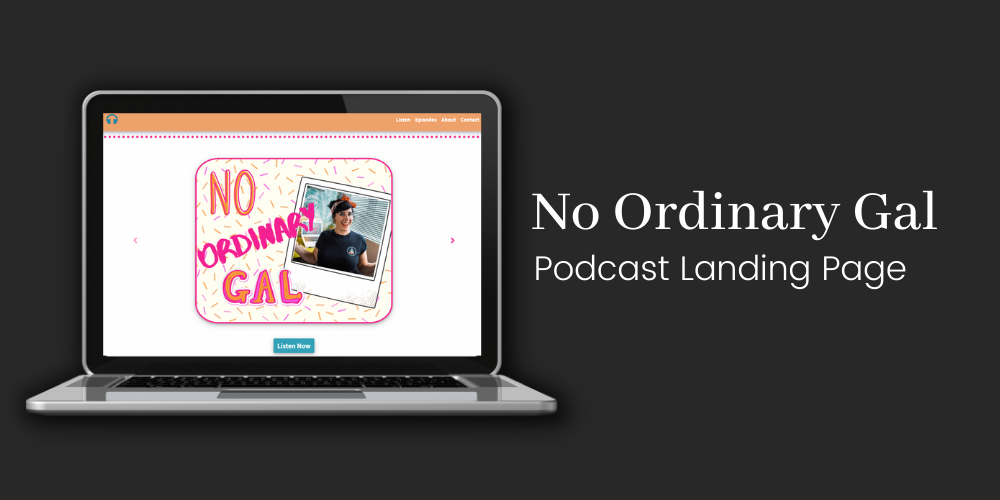 Listen Episodes About Contact
NO
ORDINARY
GAL
Listen Now
No Ordinary Gal
Podcast Landing Page